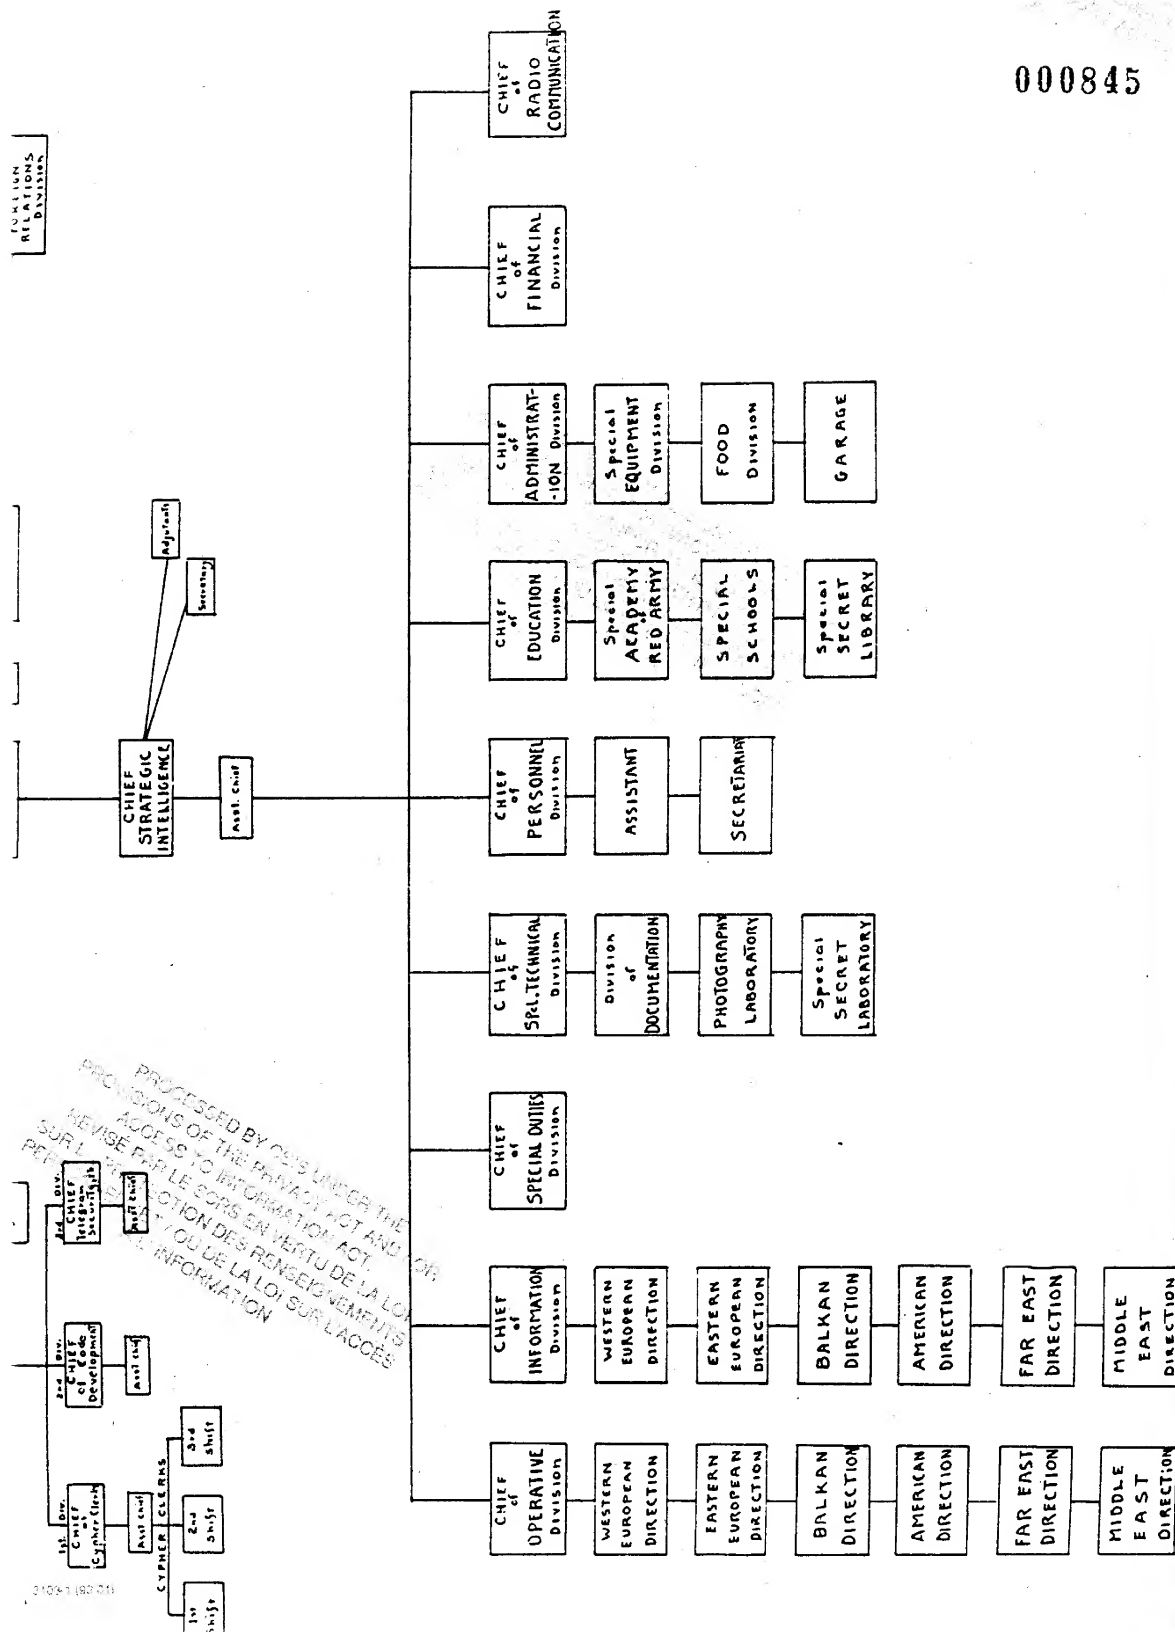 000845
RELATIONS
Division
CHIEF
STRATEGIC
INTELLIGENCE
Adjutants
Secretary
Asst. Chief
1st Div.
CHIEF
of
Cypher Clerks
Asst Chief
CYPHER CLERKS
1st
Shift
2nd
Shift
3rd
Shift
2nd Div.
CHIEF
of Code
Development
Asst Chief
3rd Div.
CHIEF
Telegram
Security
Asst Chief
CHIEF
of
OPERATIVE
Division
WESTERN
EUROPEAN
DIRECTION
EASTERN
EUROPEAN
DIRECTION
BALKAN
DIRECTION
AMERICAN
DIRECTION
FAR EAST
DIRECTION
MIDDLE
EAST
DIRECTION
CHIEF
of
INFORMATION
Division
WESTERN
EUROPEAN
DIRECTION
EASTERN
EUROPEAN
DIRECTION
BALKAN
DIRECTION
AMERICAN
DIRECTION
FAR EAST
DIRECTION
MIDDLE
EAST
DIRECTION
CHIEF
of
SPECIAL DUTIES
Division
CHIEF
of
SPCL. TECHNICAL
Division
Division
of
DOCUMENTATION
PHOTOGRAPHY
LABORATORY
Special
SECRET
LABORATORY
CHIEF
of
PERSONNEL
Division
ASSISTANT
SECRETARIAT
CHIEF
of
EDUCATION
Division
Special
ACADEMY
of
RED ARMY
SPECIAL
SCHOOLS
Special
SECRET
LIBRARY
CHIEF
of
ADMINISTRAT-
-ION Division
Special
EQUIPMENT
Division
FOOD
Division
GARAGE
CHIEF
of
FINANCIAL
Division
CHIEF
of
RADIO
COMMUNICATION
PROCESSED BY CSIS UNDER THE
PROVISIONS OF THE PRIVACY ACT AND/OR
ACCESS TO INFORMATION ACT.
REVISÉ PAR LE SCRS EN VERTU DE LA LOI
SUR LA PROTECTION DES RENSEIGNEMENTS
ET/OU DE LA LOI SUR L'ACCÈS
INFORMATION